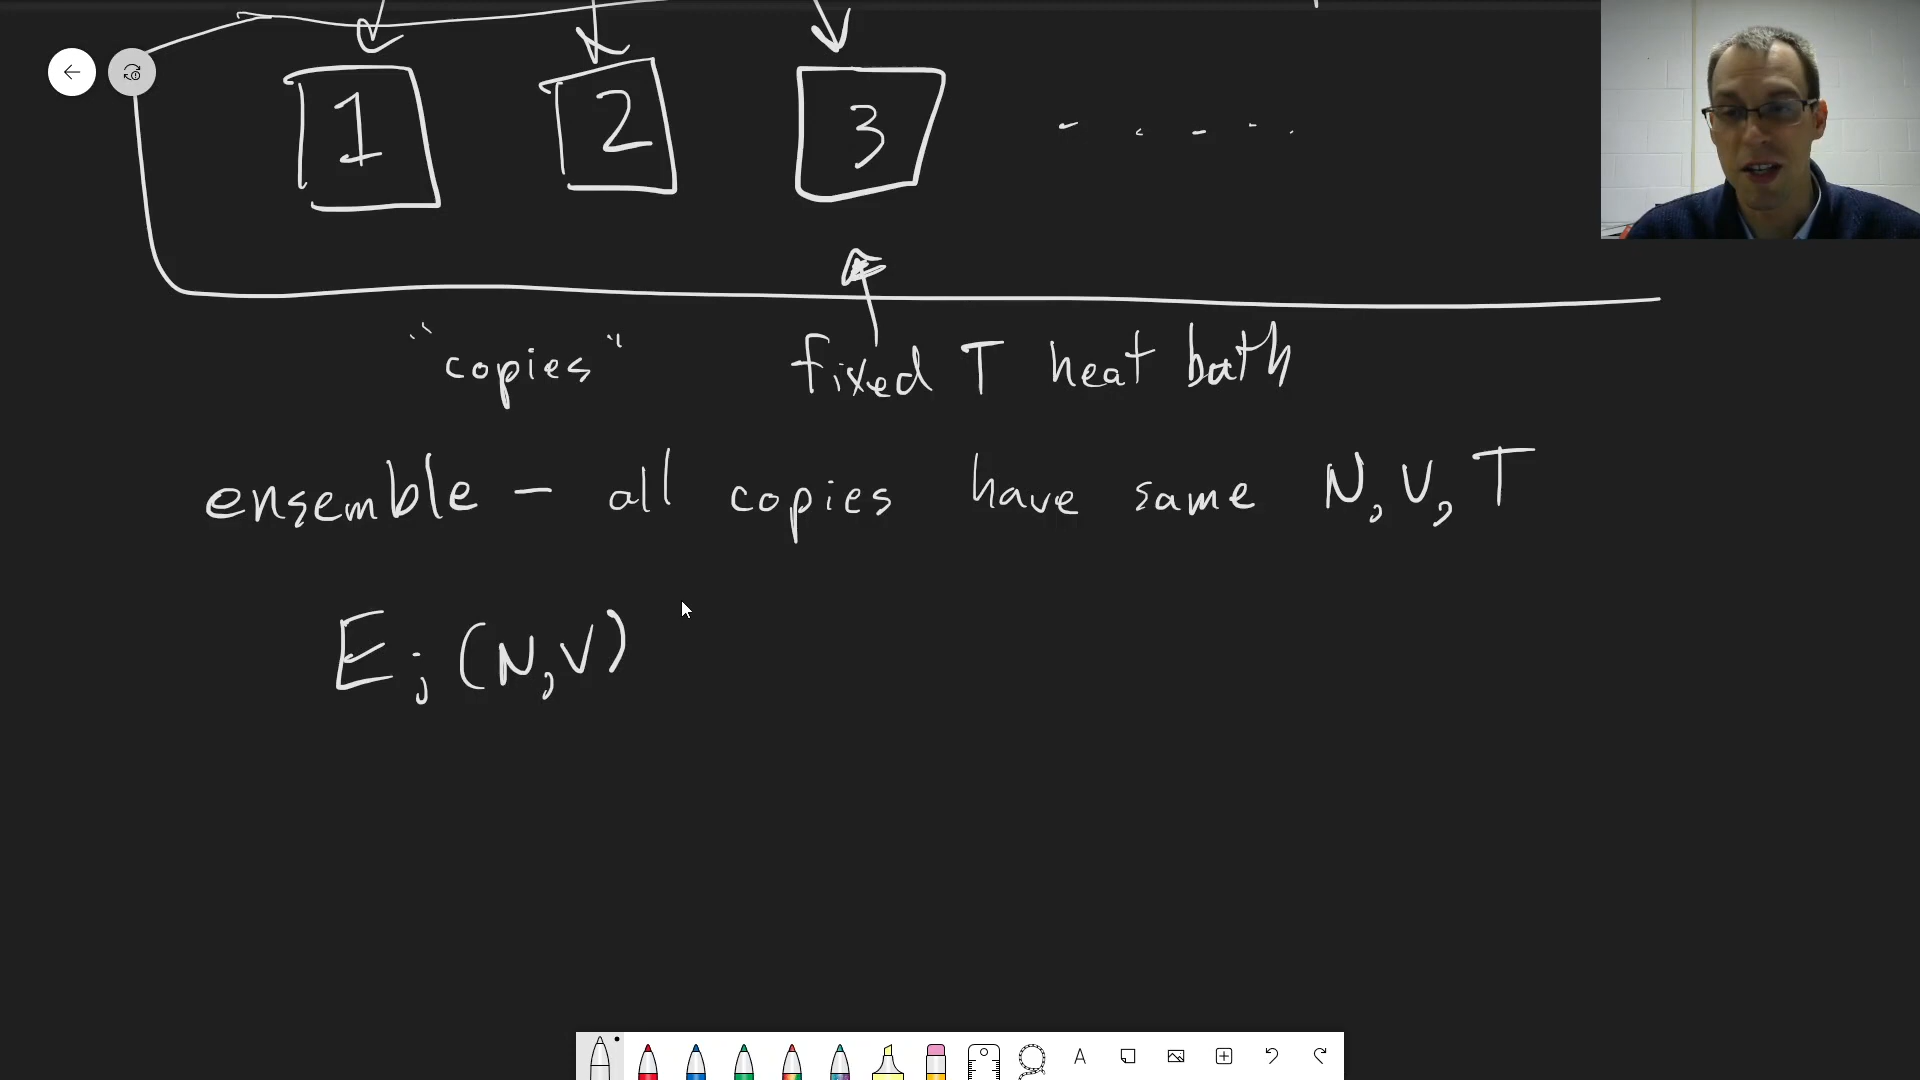 1 2 3 . . . . .
"copies" fixed T heat bath
ensemble - all copies have same N, V, T
Ej (N,V)
A